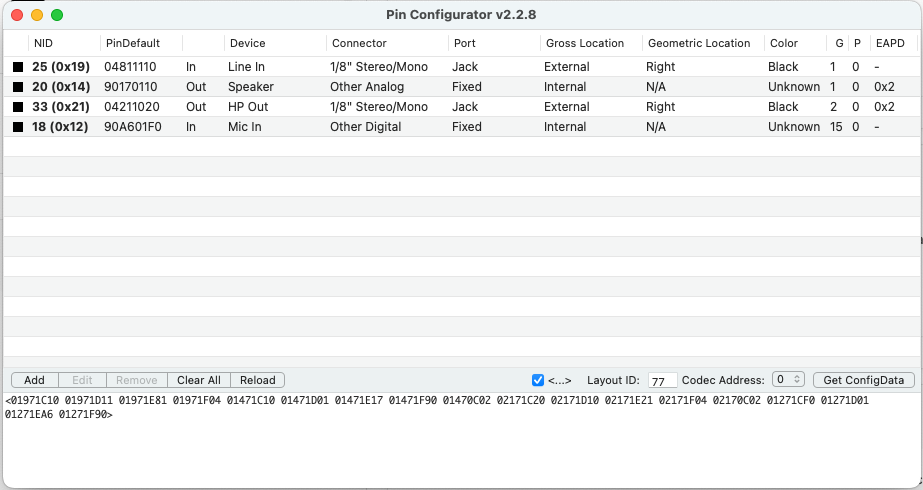 Pin Configurator v2.2.8
NID PinDefault Device Connector Port Gross Location Geometric Location Color G P EAPD
25 (0x19) 04811110 In Line In 1/8" Stereo/Mono Jack External Right Black 1 0 -
20 (0x14) 90170110 Out Speaker Other Analog Fixed Internal N/A Unknown 1 0 0x2
33 (0x21) 04211020 Out HP Out 1/8" Stereo/Mono Jack External Right Black 2 0 0x2
18 (0x12) 90A601F0 In Mic In Other Digital Fixed Internal N/A Unknown 15 0 -
Add Edit Remove Clear All Reload <...> Layout ID: 77 Codec Address: 0 Get ConfigData
<01971C10 01971D11 01971E81 01971F04 01471C10 01471D01 01471E17 01471F90 01470C02 02171C20 02171D10 02171E21 02171F04 02170C02 01271CF0 01271D01
01271EA6 01271F90>